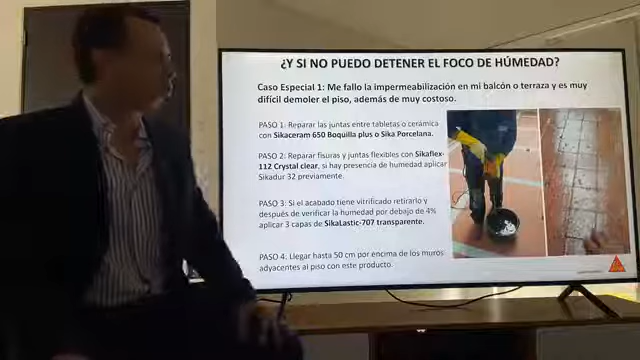 ¿Y SI NO PUEDO DETENER EL FOCO DE HÚMEDAD?
Caso Especial 1: Me fallo la impermeabilización en mi balcón o terraza y es muy
difícil demoler el piso, además de muy costoso.
PASO 1: Reparar las juntas entre tabletas o cerámica
con Sikaceram 650 Boquilla plus o Sika Porcelana.
PASO 2: Reparar fisuras y juntas flexibles con Sikaflex-
112 Crystal clear, si hay presencia de humedad aplicar
Sikadur 32 previamente.
PASO 3: Si el acabado tiene vitrificado retirarlo y
después de verificar la humedad por debajo de 4%
aplicar 3 capas de SikaLastic-707 transparente.
PASO 4: Llegar hasta 50 cm por encima de los muros
adyacentes al piso con este producto.